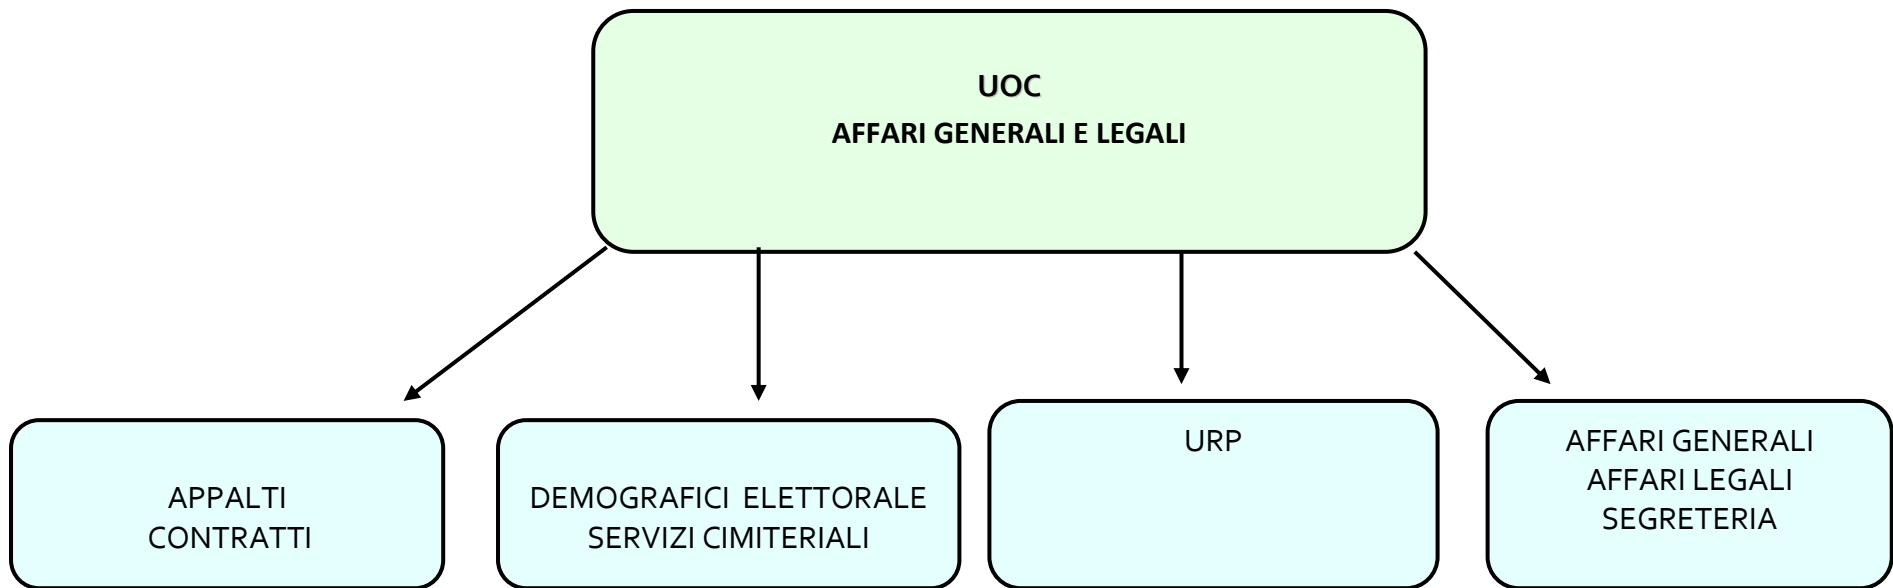 UOC
AFFARI GENERALI E LEGALI
APPALTI
CONTRATTI
DEMOGRAFICI ELETTORALE
SERVIZI CIMITERIALI
URP
AFFARI GENERALI
AFFARI LEGALI
SEGRETERIA